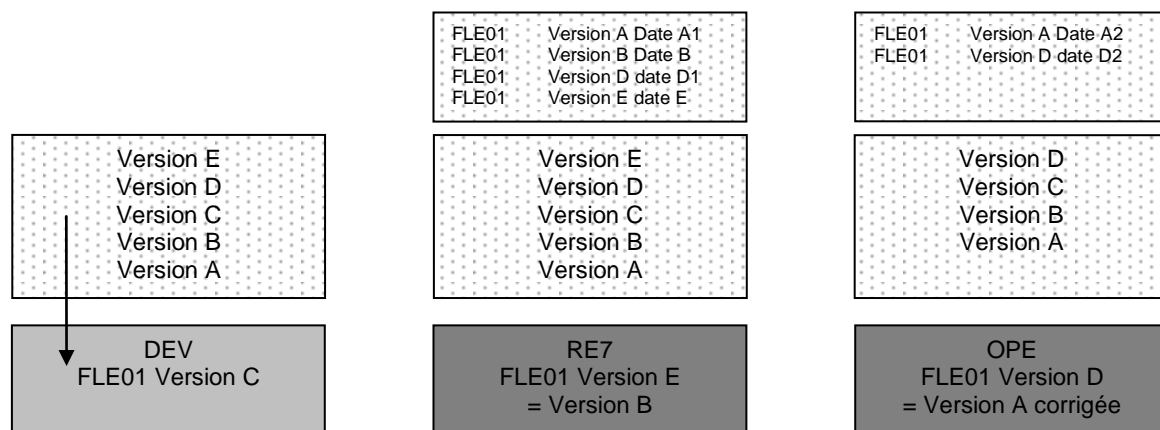 FLE01 Version A Date A1
FLE01 Version B Date B
FLE01 Version D date D1
FLE01 Version E date E
FLE01 Version A Date A2
FLE01 Version D date D2
Version E
Version D
Version C
Version B
Version A
Version E
Version D
Version C
Version B
Version A
Version D
Version C
Version B
Version A
DEV
FLE01 Version C
RE7
FLE01 Version E
= Version B
OPE
FLE01 Version D
= Version A corrigée